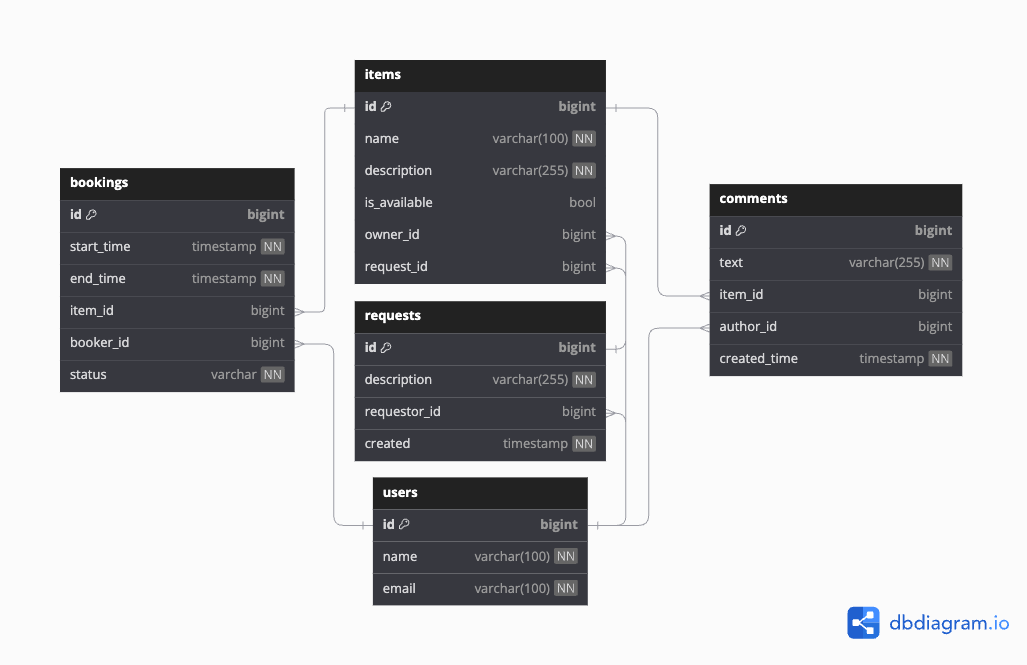 items
id bigint
name varchar(100) NN
description varchar(255) NN
is_available bool
owner_id bigint
request_id bigint
bookings
id bigint
start_time timestamp NN
end_time timestamp NN
item_id bigint
booker_id bigint
status varchar NN
comments
id bigint
text varchar(255) NN
item_id bigint
author_id bigint
created_time timestamp NN
requests
id bigint
description varchar(255) NN
requestor_id bigint
created timestamp NN
users
id bigint
name varchar(100) NN
email varchar(100) NN
dbdiagram.io